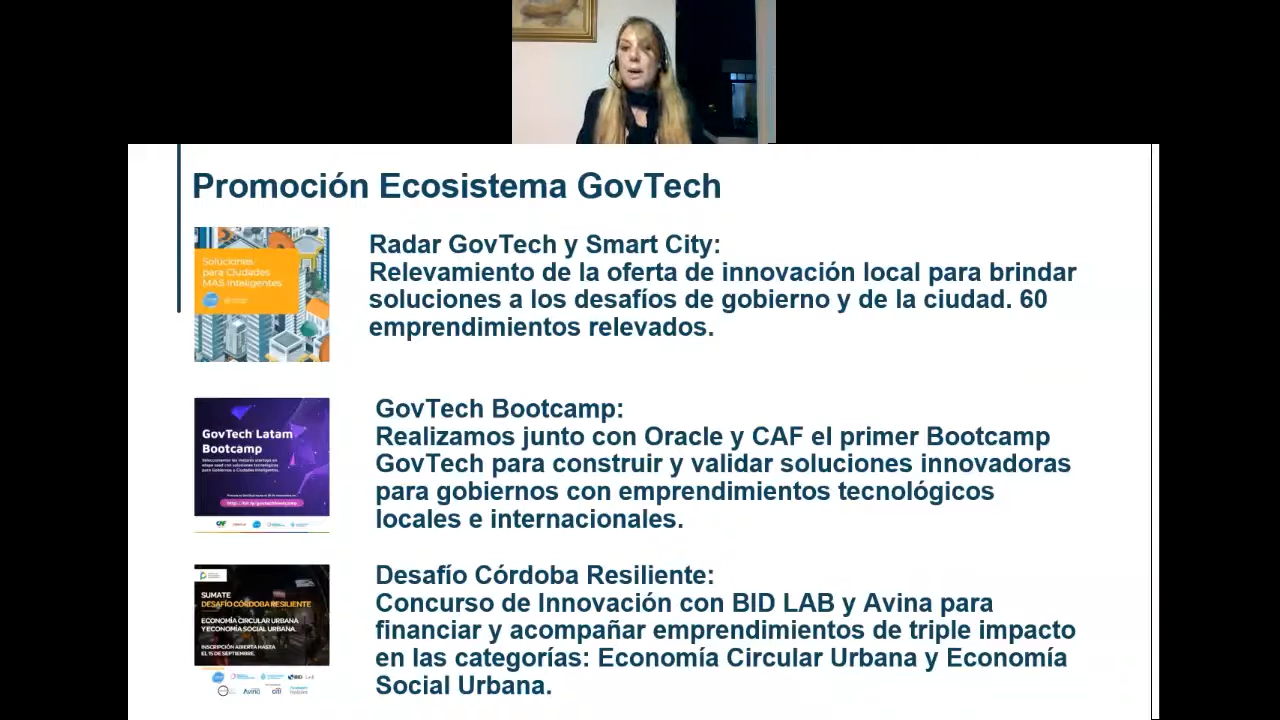 Promoción Ecosistema GovTech
Soluciones
para Ciudades
MAS Inteligentes
Radar GovTech y Smart City:
Relevamiento de la oferta de innovación local para brindar
soluciones a los desafíos de gobierno y de la ciudad. 60
emprendimientos relevados.
GovTech Latam
Bootcamp
GovTech Bootcamp:
Realizamos junto con Oracle y CAF el primer Bootcamp
GovTech para construir y validar soluciones innovadoras
para gobiernos con emprendimientos tecnológicos
locales e internacionales.
SUMATE
DESAFÍO CÓRDOBA RESILIENTE
ECONOMÍA CIRCULAR URBANA
Y ECONOMÍA SOCIAL URBANA.
INSCRIPCIÓN ABIERTA HASTA
EL 15 DE SEPTIEMBRE.
BID
Avina
citi
Desafío Córdoba Resiliente:
Concurso de Innovación con BID LAB y Avina para
financiar y acompañar emprendimientos de triple impacto
en las categorías: Economía Circular Urbana y Economía
Social Urbana.